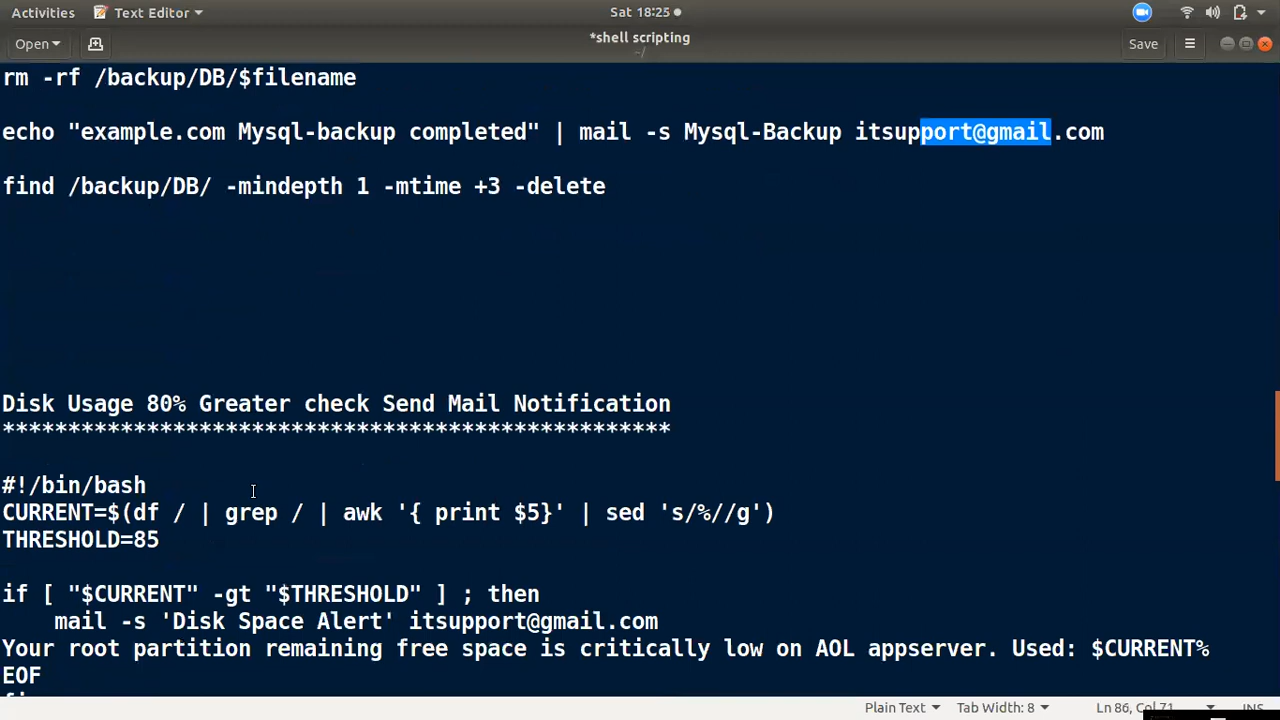 Activities Text Editor Sat 18:25
Open *shell scripting Save
~/
rm -rf /backup/DB/$filename
echo "example.com Mysql-backup completed" | mail -s Mysql-Backup itsupport@gmail.com
find /backup/DB/ -mindepth 1 -mtime +3 -delete
Disk Usage 80% Greater check Send Mail Notification
***************************************************
#!/bin/bash
CURRENT=$(df / | grep / | awk '{ print $5}' | sed 's/%//g')
THRESHOLD=85
if [ "$CURRENT" -gt "$THRESHOLD" ] ; then
mail -s 'Disk Space Alert' itsupport@gmail.com
Your root partition remaining free space is critically low on AOL appserver. Used: $CURRENT%
EOF
Plain Text Tab Width: 8 Ln 86, Col 71 INS